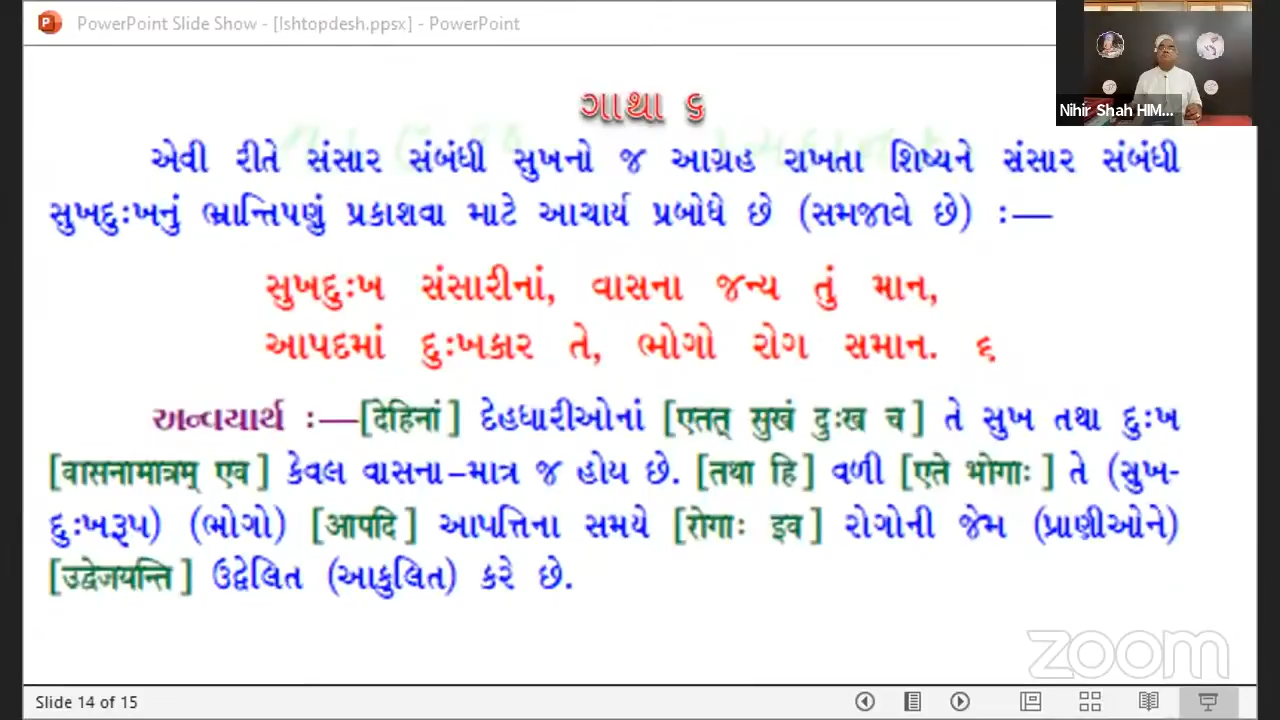 PowerPoint Slide Show - [Ishtopdesh.ppsx] - PowerPoint
Nihir Shah HIM...
ગાથા ૬
એવી રીતે સંસાર સંબંધી સુખનો જ આગ્રહ રાખતા શિષ્યને સંસાર સંબંધી
સુખદુઃખનું ભ્રાન્તિપણું પ્રકાશવા માટે આચાર્ય પ્રબોધે છે (સમજાવે છે) :—
સુખદુઃખ સંસારીનાં, વાસના જન્ય તું માન,
આપદમાં દુઃખકાર તે, ભોગો રોગ સમાન. ૬
અન્વયાર્થ :—[देहिनां] દેહધારીઓનાં [एतत् सुखं दुःख च] તે સુખ તથા દુઃખ
[वासनामात्रम् एव] કેવલ વાસના-માત્ર જ હોય છે. [तथा हि] વળી [एते भोगाः] તે (સુખ-
દુઃખરૂપ) (ભોગો) [आपदि] આપત્તિના સમયે [रोगाः इव] રોગોની જેમ (પ્રાણીઓને)
[उद्वेजयन्ति] ઉદ્વેલિત (આકુલિત) કરે છે.
zoom
Slide 14 of 15